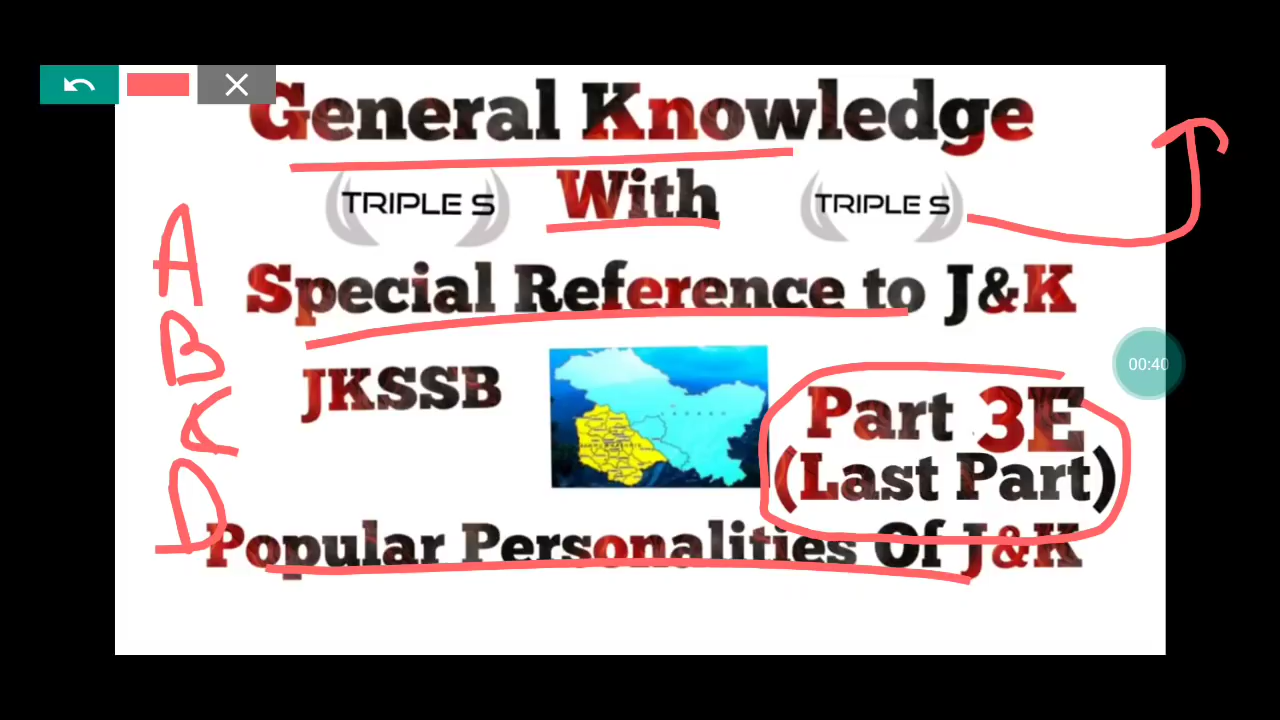 General Knowledge
TRIPLE S With TRIPLE S
Special Reference to J&K
JKSSB
Part 3E
(Last Part)
Popular Personalities Of J&K
A
B
C
D
00:40